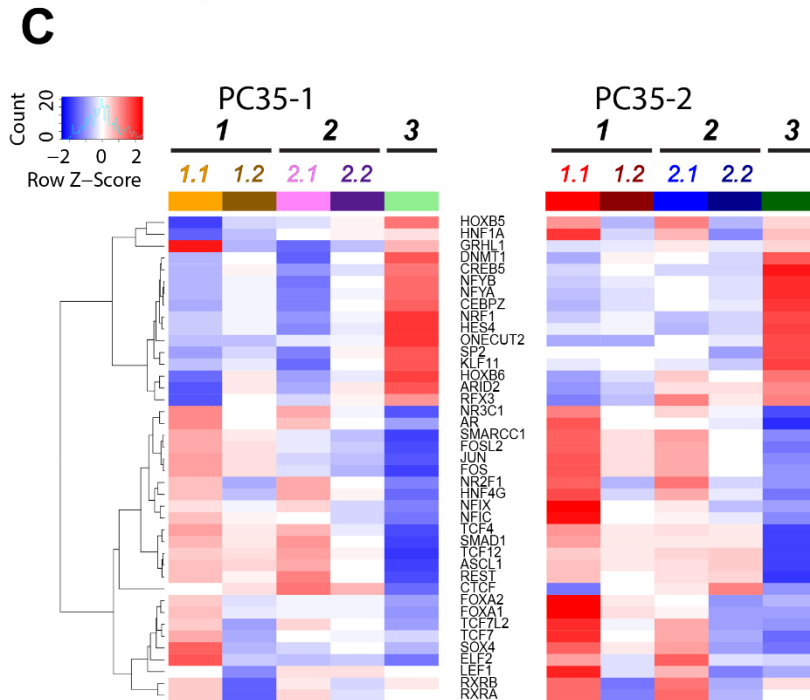 C
PC35-1 PC35-2
Count 20 0
1 2 3 1 2 3
−2 0 2
Row Z−Score
1.1 1.2 2.1 2.2 1.1 1.2 2.1 2.2
HOXB5
HNF1A
GRHL1
DNMT1
CREB5
NFYB
NFYA
CEBPZ
NRF1
HES4
ONECUT2
SP2
KLF11
HOXB6
ARID2
RFX3
NR3C1
AR
SMARCC1
FOSL2
JUN
FOS
NR2F1
HNF4G
NFIX
NFIC
TCF4
SMAD1
TCF12
ASCL1
REST
CTCF
FOXA2
FOXA1
TCF7L2
TCF7
SOX4
ELF2
LEF1
RXRB
RXRA